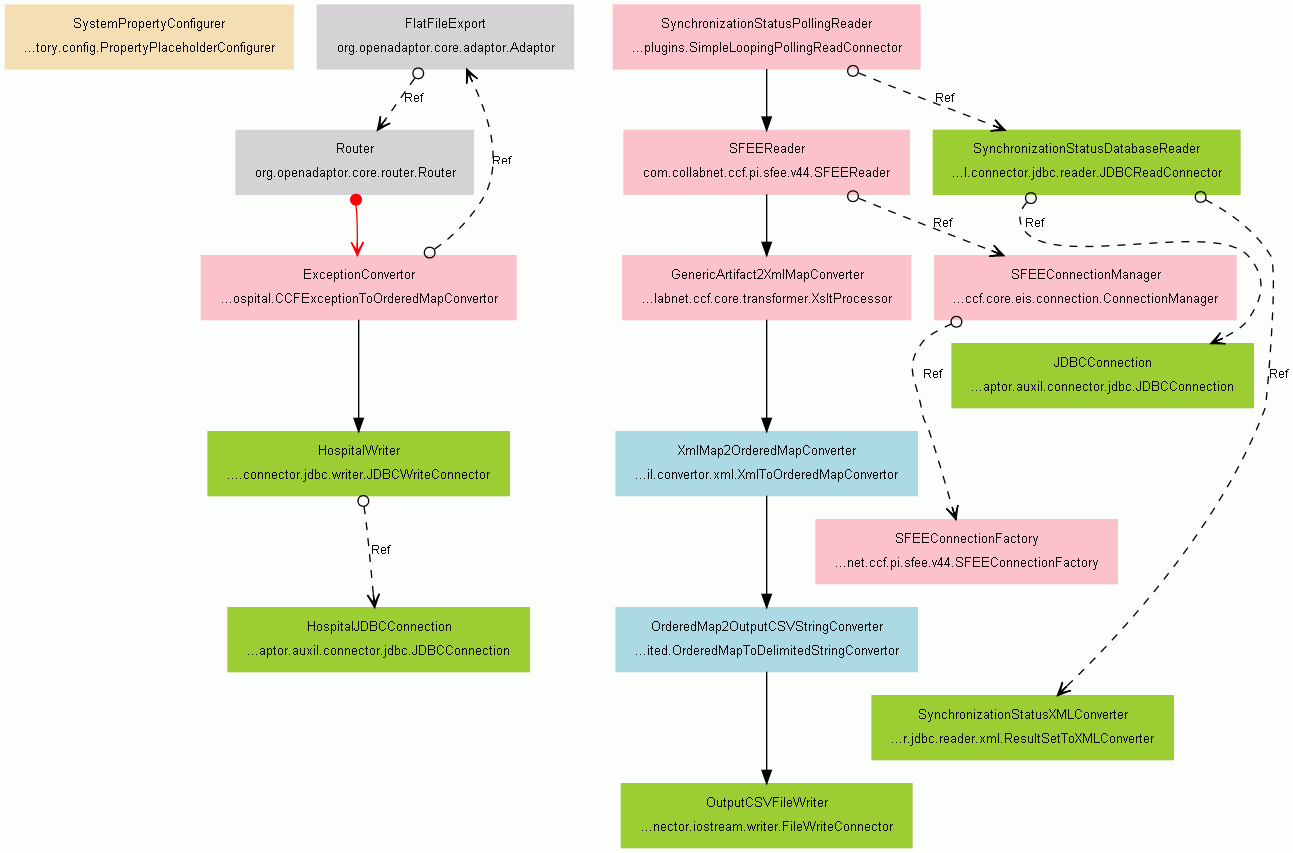 SystemPropertyConfigurer
...tory.config.PropertyPlaceholderConfigurer
FlatFileExport
org.openadaptor.core.adaptor.Adaptor
SynchronizationStatusPollingReader
...plugins.SimpleLoopingPollingReadConnector
Ref
Ref
Router
org.openadaptor.core.router.Router
Ref
SFEEReader
com.collabnet.ccf.pi.sfee.v44.SFEEReader
SynchronizationStatusDatabaseReader
...l.connector.jdbc.reader.JDBCReadConnector
Ref
Ref
ExceptionConvertor
...ospital.CCFExceptionToOrderedMapConvertor
GenericArtifact2XmlMapConverter
...labnet.ccf.core.transformer.XsltProcessor
SFEEConnectionManager
...ccf.core.eis.connection.ConnectionManager
JDBCConnection
...aptor.auxil.connector.jdbc.JDBCConnection
Ref
Ref
HospitalWriter
....connector.jdbc.writer.JDBCWriteConnector
XmlMap2OrderedMapConverter
...il.convertor.xml.XmlToOrderedMapConvertor
Ref
SFEEConnectionFactory
...net.ccf.pi.sfee.v44.SFEEConnectionFactory
HospitalJDBCConnection
...aptor.auxil.connector.jdbc.JDBCConnection
OrderedMap2OutputCSVStringConverter
...ited.OrderedMapToDelimitedStringConvertor
SynchronizationStatusXMLConverter
...r.jdbc.reader.xml.ResultSetToXMLConverter
OutputCSVFileWriter
...nnector.iostream.writer.FileWriteConnector